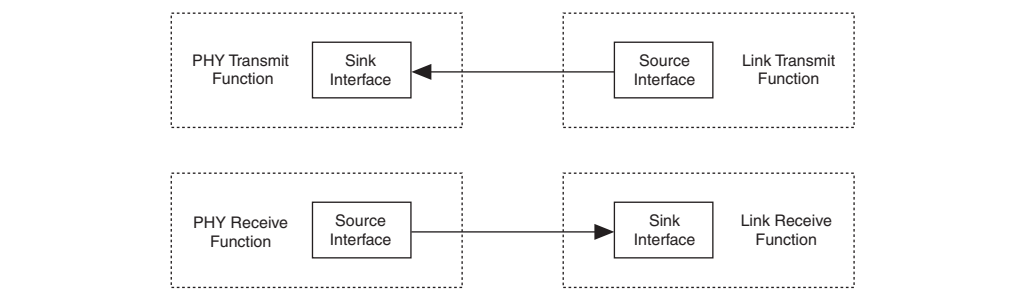 PHY Transmit
Function
Sink
Interface
Source
Interface
Link Transmit
Function
PHY Receive
Function
Source
Interface
Sink
Interface
Link Receive
Function